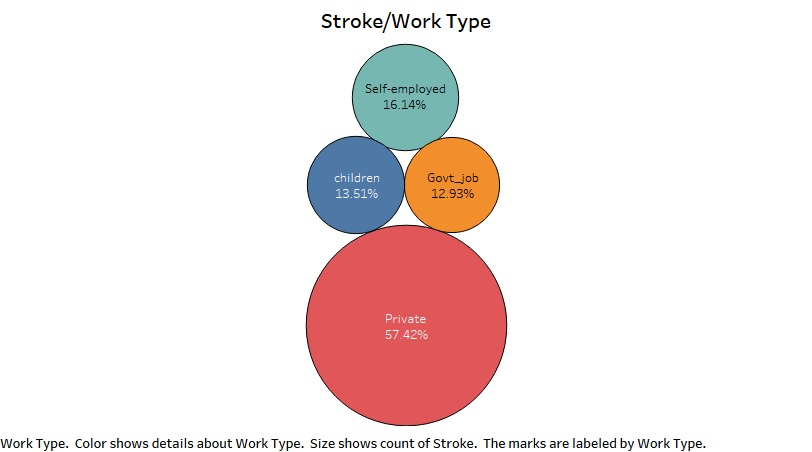 Stroke/Work Type
Self-employed
16.14%
children
13.51%
Govt_job
12.93%
Private
57.42%
Work Type.  Color shows details about Work Type.  Size shows count of Stroke.  The marks are labeled by Work Type.